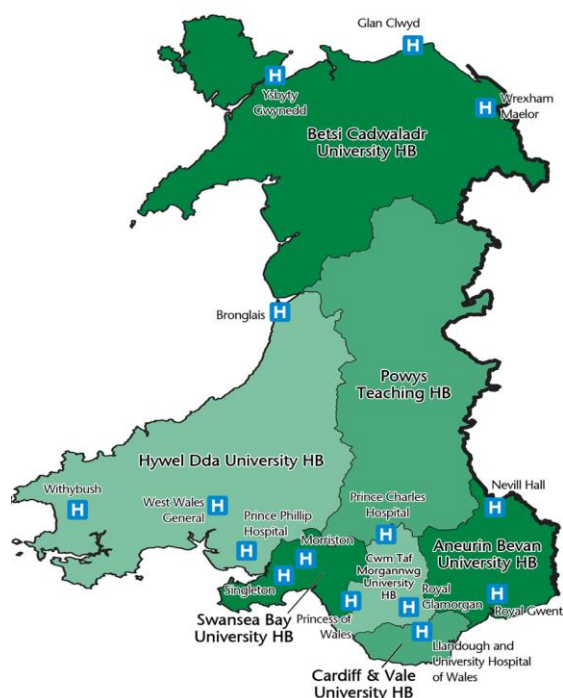 Glan Clwyd
H
H
Ysbyty
Gwynedd
H
Wrexham
Maelor
Betsi Cadwaladr
University HB
Bronglais
H
Powys
Teaching HB
Hywel Dda University HB
Withybush
H
West Wales
General
H
Prince Phillip
Hospital
H
Prince Charles
Hospital
H
Nevill Hall
H
Morriston
H
Singleton
H
Swansea Bay
University HB
Cwm Taf
Morgannwg
University
HB
Aneurin Bevan
University HB
H
Princess of
Wales
H
Royal
Glamorgan
H
Royal Gwent
H
Llandough and
University Hospital
of Wales
Cardiff & Vale
University HB